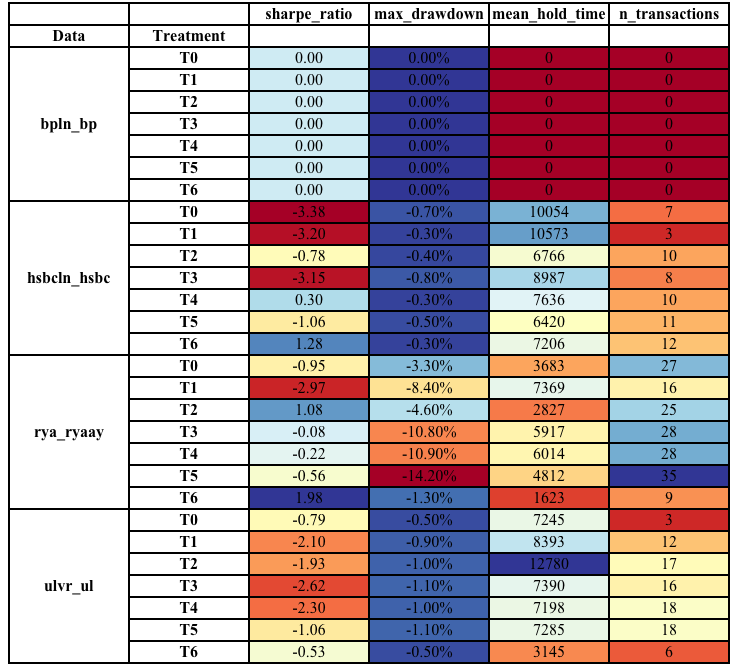 sharpe_ratio max_drawdown mean_hold_time n_transactions
Data Treatment
bpln_bp T0 0.00 0.00% 0 0
T1 0.00 0.00% 0 0
T2 0.00 0.00% 0 0
T3 0.00 0.00% 0 0
T4 0.00 0.00% 0 0
T5 0.00 0.00% 0 0
T6 0.00 0.00% 0 0
hsbcln_hsbc T0 -3.38 -0.70% 10054 7
T1 -3.20 -0.30% 10573 3
T2 -0.78 -0.40% 6766 10
T3 -3.15 -0.80% 8987 8
T4 0.30 -0.30% 7636 10
T5 -1.06 -0.50% 6420 11
T6 1.28 -0.30% 7206 12
rya_ryaay T0 -0.95 -3.30% 3683 27
T1 -2.97 -8.40% 7369 16
T2 1.08 -4.60% 2827 25
T3 -0.08 -10.80% 5917 28
T4 -0.22 -10.90% 6014 28
T5 -0.56 -14.20% 4812 35
T6 1.98 -1.30% 1623 9
ulvr_ul T0 -0.79 -0.50% 7245 3
T1 -2.10 -0.90% 8393 12
T2 -1.93 -1.00% 12780 17
T3 -2.62 -1.10% 7390 16
T4 -2.30 -1.00% 7198 18
T5 -1.06 -1.10% 7285 18
T6 -0.53 -0.50% 3145 6